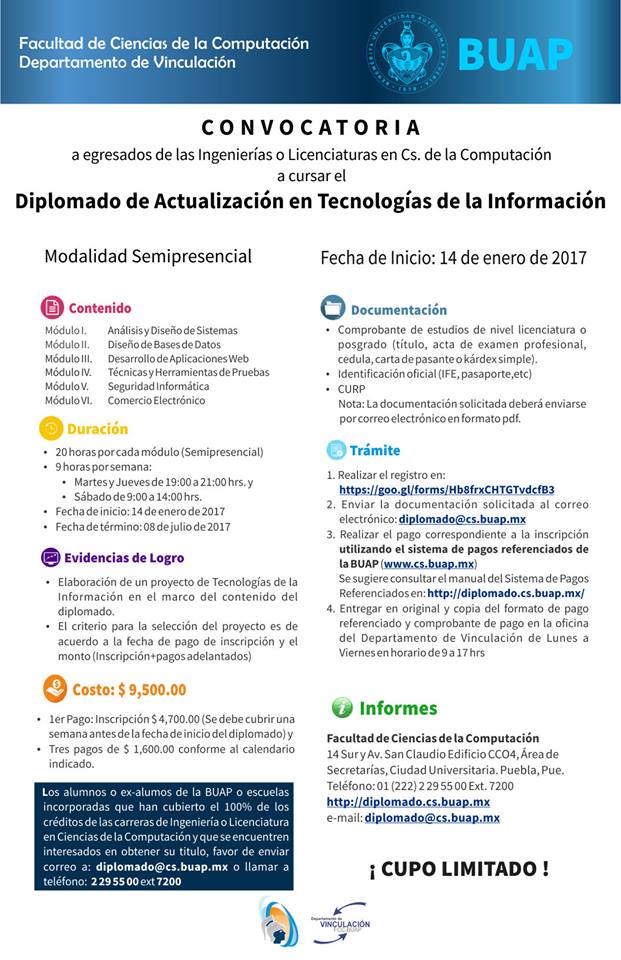 Facultad de Ciencias de la Computación
Departamento de Vinculación
BUAP
CONVOCATORIA
a egresados de las Ingenierías o Licenciaturas en Cs. de la Computación
a cursar el
Diplomado de Actualización en Tecnologías de la Información
Modalidad Semipresencial
Fecha de Inicio: 14 de enero de 2017
Contenido
Módulo I. Análisis y Diseño de Sistemas
Módulo II. Diseño de Bases de Datos
Módulo III. Desarrollo de Aplicaciones Web
Módulo IV. Técnicas y Herramientas de Pruebas
Módulo V. Seguridad Informática
Módulo VI. Comercio Electrónico
Duración
• 20 horas por cada módulo (Semipresencial)
• 9 horas por semana:
• Martes y Jueves de 19:00 a 21:00 hrs. y
• Sábado de 9:00 a 14:00 hrs.
• Fecha de inicio: 14 de enero de 2017
• Fecha de término: 08 de julio de 2017
Evidencias de Logro
• Elaboración de un proyecto de Tecnologías de la
Información en el marco del contenido del
diplomado.
• El criterio para la selección del proyecto es de
acuerdo a la fecha de pago de inscripción y el
monto (Inscripción+pagos adelantados)
Costo: $ 9,500.00
• 1er Pago: Inscripción $ 4,700.00 (Se debe cubrir una
semana antes de la fecha de inicio del diplomado) y
• Tres pagos de $ 1,600.00 conforme al calendario
indicado.
Los alumnos o ex-alumos de la BUAP o escuelas
incorporadas que han cubierto el 100% de los
créditos de las carreras de Ingeniería o Licenciatura
en Ciencias de la Computación y que se encuentren
interesados en obtener su titulo, favor de enviar
correo a: diplomado@cs.buap.mx o llamar a
teléfono: 2 29 55 00 ext 7200
Documentación
• Comprobante de estudios de nivel licenciatura o
posgrado (título, acta de examen profesional,
cedula, carta de pasante o kárdex simple).
• Identificación oficial (IFE, pasaporte,etc)
• CURP
Nota: La documentación solicitada deberá enviarse
por correo electrónico en formato pdf.
Trámite
1. Realizar el registro en:
https://goo.gl/forms/Hb8frxCHTGTvdcfB3
2. Enviar la documentación solicitada al correo
electrónico: diplomado@cs.buap.mx
3. Realizar el pago correspondiente a la inscripción
utilizando el sistema de pagos referenciados de
la BUAP (www.cs.buap.mx)
Se sugiere consultar el manual del Sistema de Pagos
Referenciados en: http://diplomado.cs.buap.mx/
4. Entregar en original y copia del formato de pago
referenciado y comprobante de pago en la oficina
del Departamento de Vinculación de Lunes a
Viernes en horario de 9 a 17 hrs
Informes
Facultad de Ciencias de la Computación
14 Sur y Av. San Claudio Edificio CCO4, Área de
Secretarías, Ciudad Universitaria. Puebla, Pue.
Teléfono: 01 (222) 2 29 55 00 Ext. 7200
http://diplomado.cs.buap.mx
e-mail: diplomado@cs.buap.mx
¡ CUPO LIMITADO !
Departamento de
VINCULACIÓN
FCC-BUAP